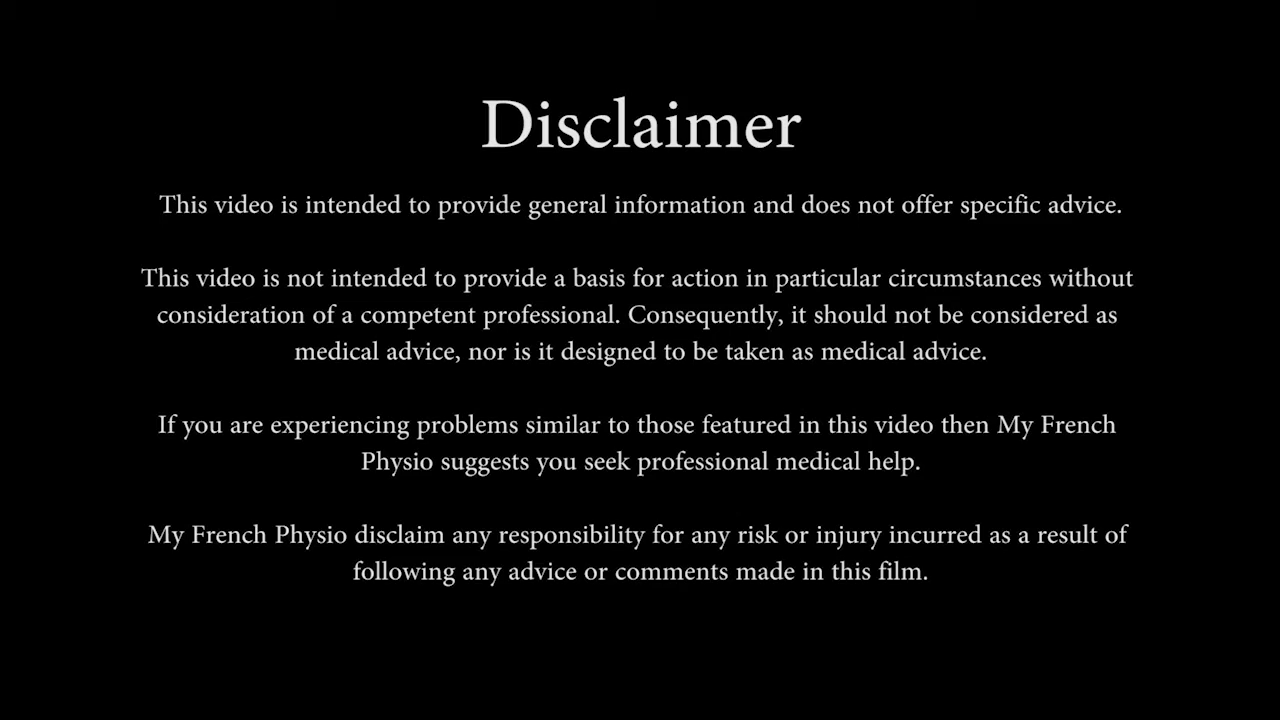 Disclaimer
This video is intended to provide general information and does not offer specific advice.
This video is not intended to provide a basis for action in particular circumstances without
consideration of a competent professional. Consequently, it should not be considered as
medical advice, nor is it designed to be taken as medical advice.
If you are experiencing problems similar to those featured in this video then My French
Physio suggests you seek professional medical help.
My French Physio disclaim any responsibility for any risk or injury incurred as a result of
following any advice or comments made in this film.